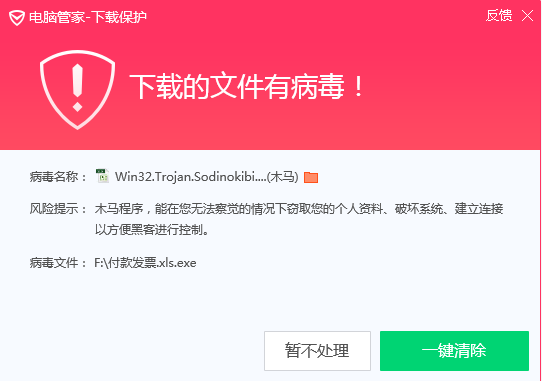 电脑管家-下载保护
反馈
下载的文件有病毒！
病毒名称： Win32.Trojan.Sodinokibi....(木马)
风险提示： 木马程序，能在您无法察觉的情况下窃取您的个人资料、破坏系统、建立连接
以方便黑客进行控制。
病毒文件： F:\付款发票.xls.exe
暂不处理
一键清除